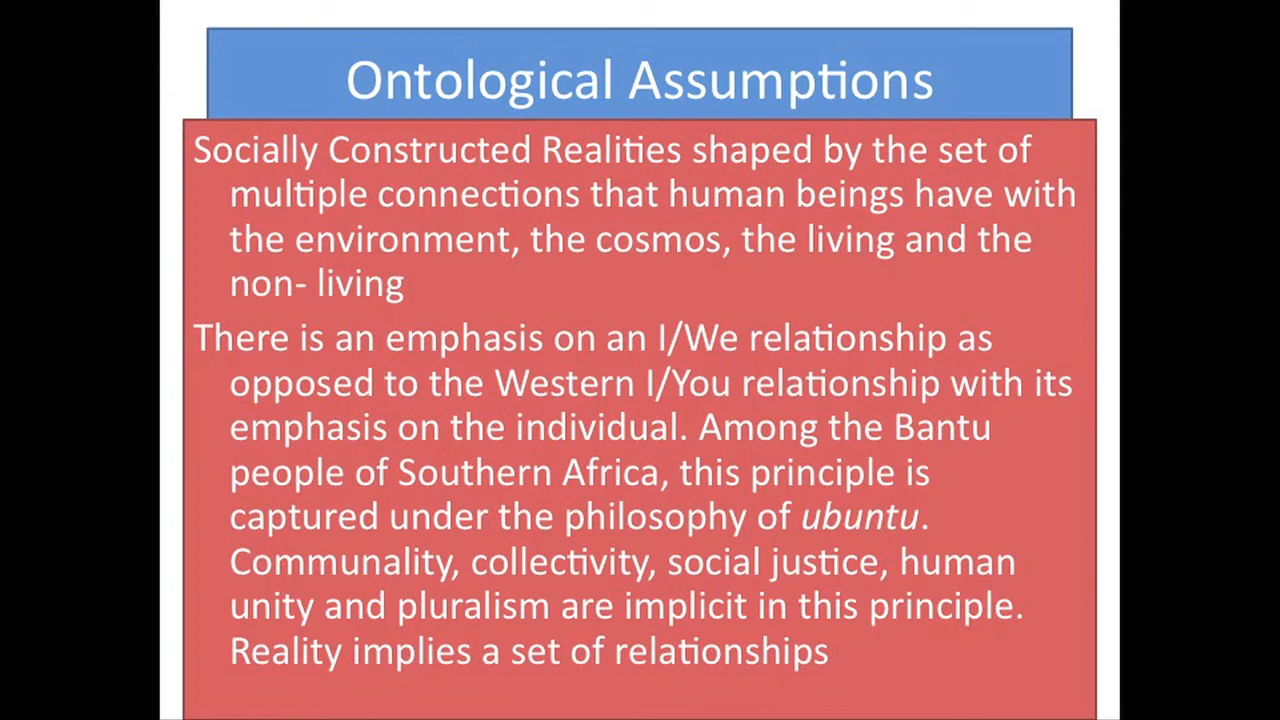 Ontological Assumptions
Socially Constructed Realities shaped by the set of
multiple connections that human beings have with
the environment, the cosmos, the living and the
non- living
There is an emphasis on an I/We relationship as
opposed to the Western I/You relationship with its
emphasis on the individual. Among the Bantu
people of Southern Africa, this principle is
captured under the philosophy of ubuntu.
Communality, collectivity, social justice, human
unity and pluralism are implicit in this principle.
Reality implies a set of relationships